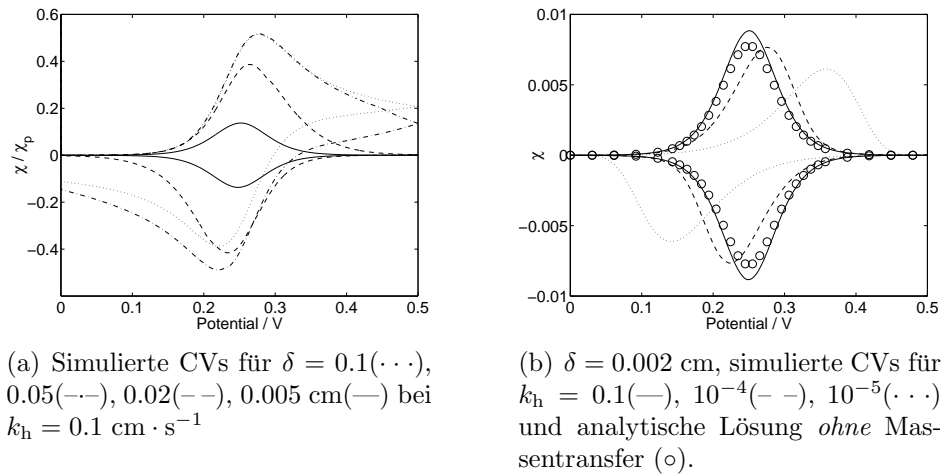 0.6
0.4
0.2
0
−0.2
−0.4
χ / χp
0 0.1 0.2 0.3 0.4 0.5
Potential / V
0.01
0.005
0
−0.005
−0.01
χ
0 0.1 0.2 0.3 0.4 0.5
Potential / V
(a) Simulierte CVs für δ = 0.1(· · ·),
0.05(–·–), 0.02(– –), 0.005 cm(—) bei
kh = 0.1 cm · s−1
(b) δ = 0.002 cm, simulierte CVs für
kh = 0.1(—), 10−4(– –), 10−5(· · ·)
und analytische Lösung ohne Mas-
sentransfer (○).